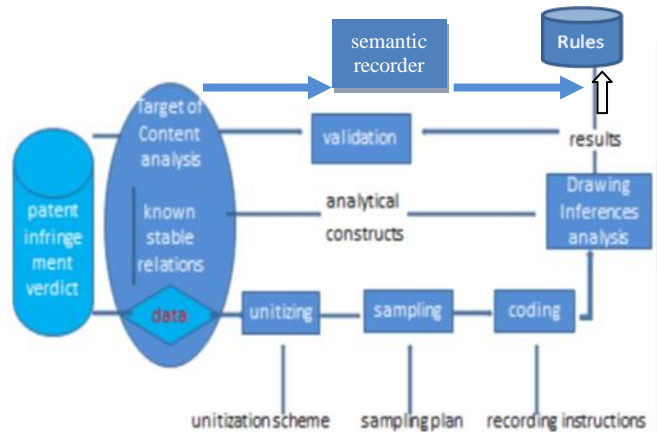 semantic
recorder
Rules
Target of
Content
analysis
validation
results
patent
infringe
ment
verdict
known
stable
relations
analytical
constructs
Drawing
Inferences
analysis
data
unitizing
sampling
coding
unitization scheme
sampling plan
recording instructions